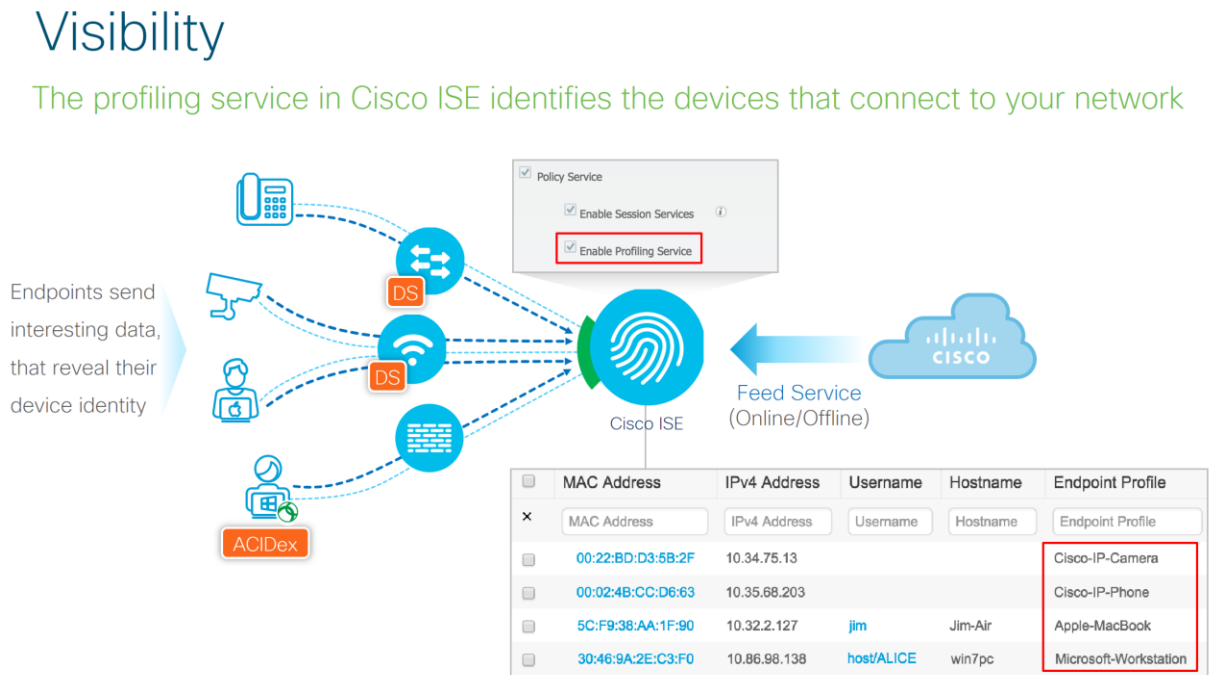 Visibility
The profiling service in Cisco ISE identifies the devices that connect to your network
Policy Service
Enable Session Services
i
Enable Profiling Service
Endpoints send
interesting data,
that reveal their
device identity
DS
DS
ACIDex
Cisco ISE
CISCO
Feed Service
(Online/Offline)
MAC Address IPv4 Address Username Hostname Endpoint Profile
× MAC Address IPv4 Address Username Hostname Endpoint Profile
00:22:BD:D3:5B:2F 10.34.75.13 Cisco-IP-Camera
00:02:4B:CC:D6:63 10.35.68.203 Cisco-IP-Phone
5C:F9:38:AA:1F:90 10.32.2.127 jim Jim-Air Apple-MacBook
30:46:9A:2E:C3:F0 10.86.98.138 host/ALICE win7pc Microsoft-Workstation